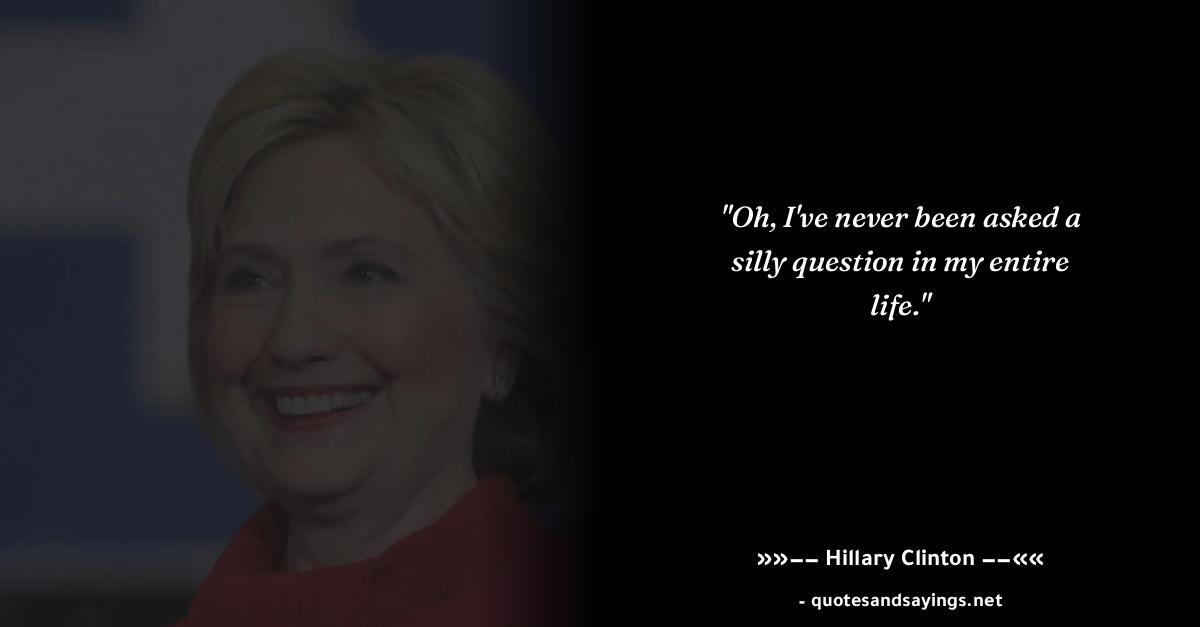 "Oh, I've never been asked a
silly question in my entire
life."
»»−− Hillary Clinton −−««
- quotesandsayings.net